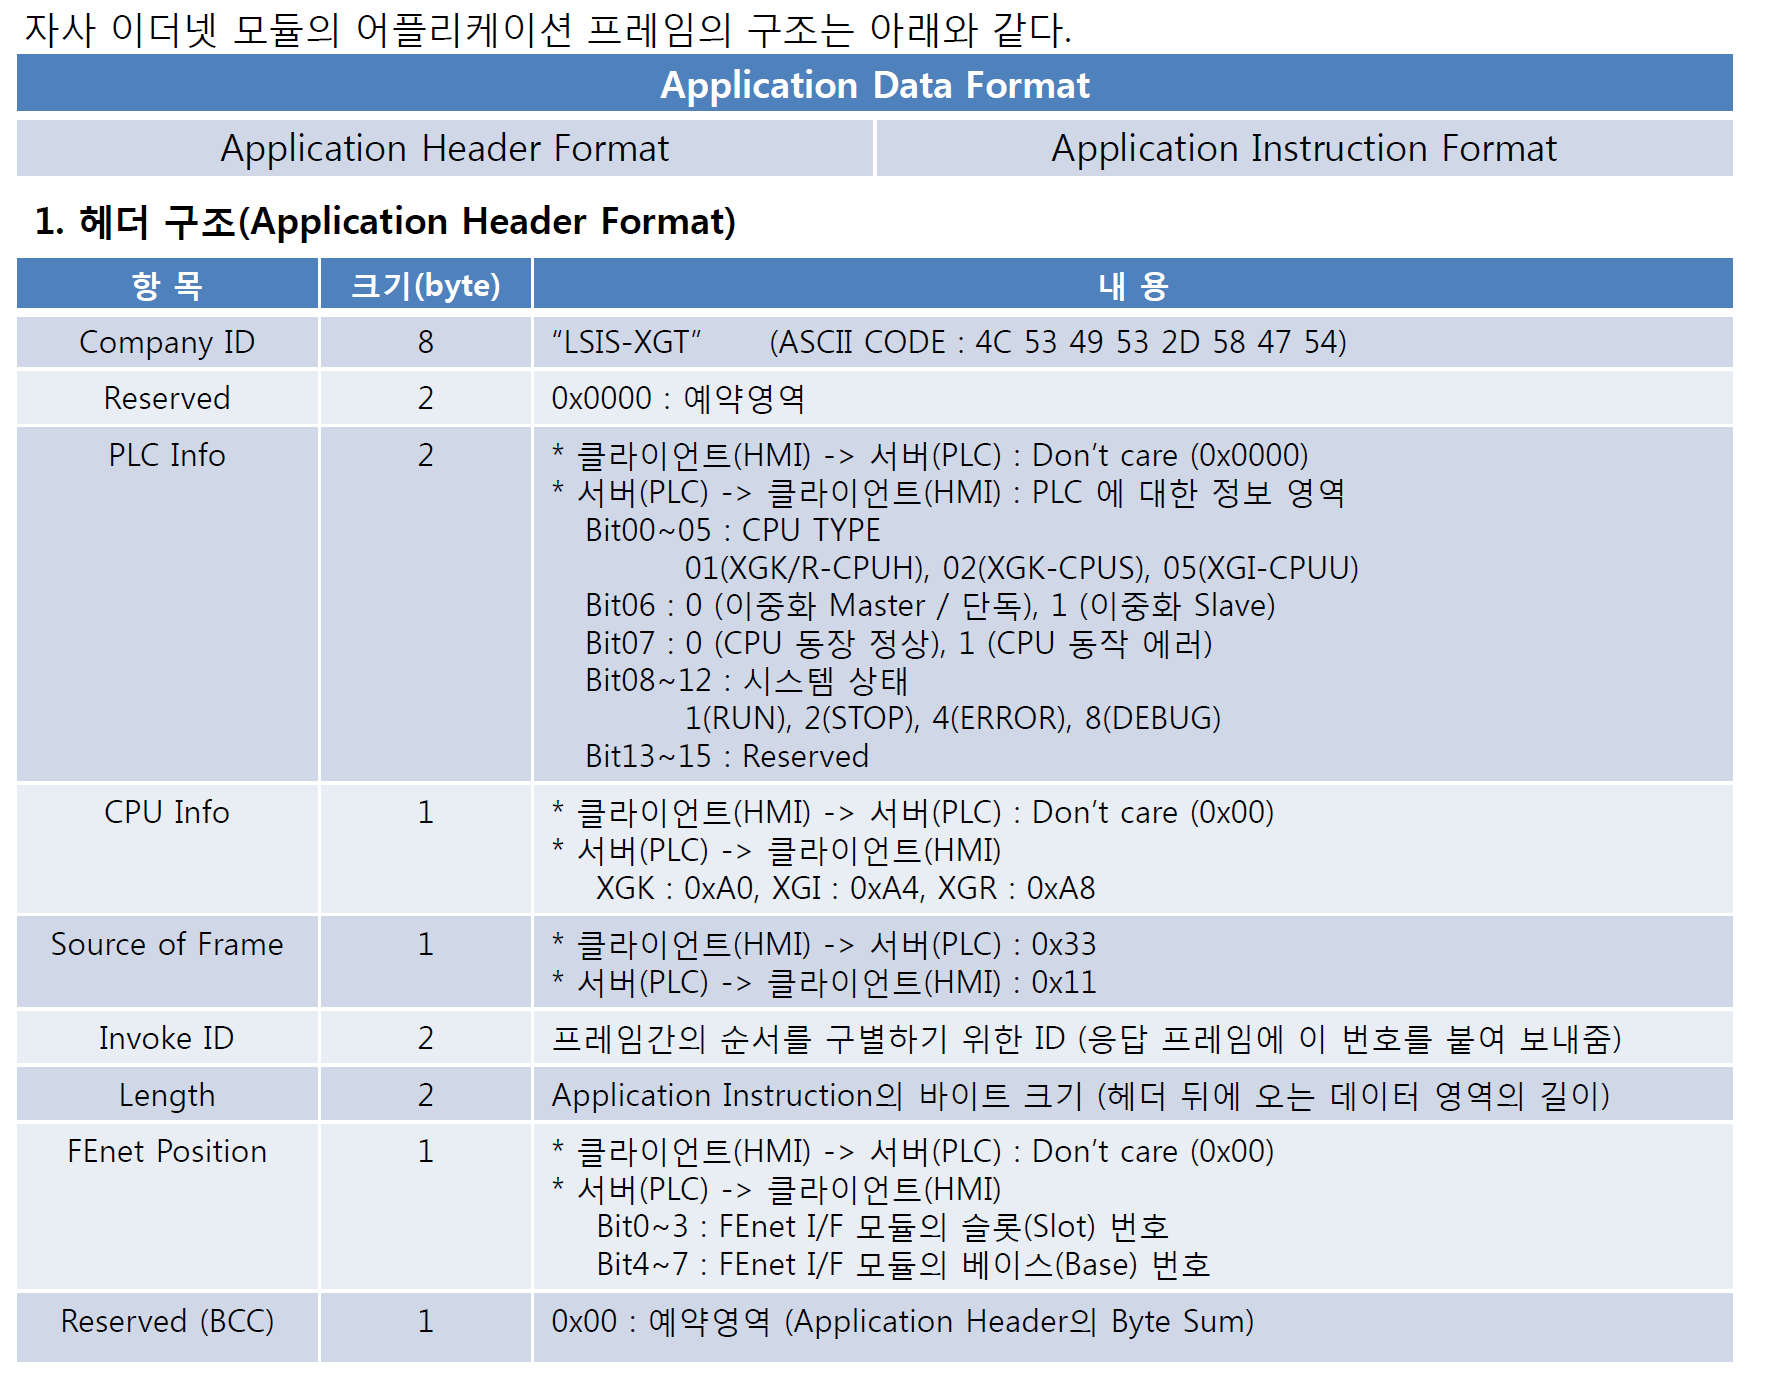 자사 이더넷 모듈의 어플리케이션 프레임의 구조는 아래와 같다.
Application Data Format
Application Header Format Application Instruction Format
1. 헤더 구조(Application Header Format)
항 목 크기(byte) 내 용
Company ID 8 “LSIS-XGT” (ASCII CODE : 4C 53 49 53 2D 58 47 54)
Reserved 2 0x0000 : 예약영역
PLC Info 2 * 클라이언트(HMI) -> 서버(PLC) : Don’t care (0x0000)
* 서버(PLC) -> 클라이언트(HMI) : PLC 에 대한 정보 영역
Bit00~05 : CPU TYPE
01(XGK/R-CPUH), 02(XGK-CPUS), 05(XGI-CPUU)
Bit06 : 0 (이중화 Master / 단독), 1 (이중화 Slave)
Bit07 : 0 (CPU 동장 정상), 1 (CPU 동작 에러)
Bit08~12 : 시스템 상태
1(RUN), 2(STOP), 4(ERROR), 8(DEBUG)
Bit13~15 : Reserved
CPU Info 1 * 클라이언트(HMI) -> 서버(PLC) : Don’t care (0x00)
* 서버(PLC) -> 클라이언트(HMI)
XGK : 0xA0, XGI : 0xA4, XGR : 0xA8
Source of Frame 1 * 클라이언트(HMI) -> 서버(PLC) : 0x33
* 서버(PLC) -> 클라이언트(HMI) : 0x11
Invoke ID 2 프레임간의 순서를 구별하기 위한 ID (응답 프레임에 이 번호를 붙여 보내줌)
Length 2 Application Instruction의 바이트 크기 (헤더 뒤에 오는 데이터 영역의 길이)
FEnet Position 1 * 클라이언트(HMI) -> 서버(PLC) : Don’t care (0x00)
* 서버(PLC) -> 클라이언트(HMI)
Bit0~3 : FEnet I/F 모듈의 슬롯(Slot) 번호
Bit4~7 : FEnet I/F 모듈의 베이스(Base) 번호
Reserved (BCC) 1 0x00 : 예약영역 (Application Header의 Byte Sum)